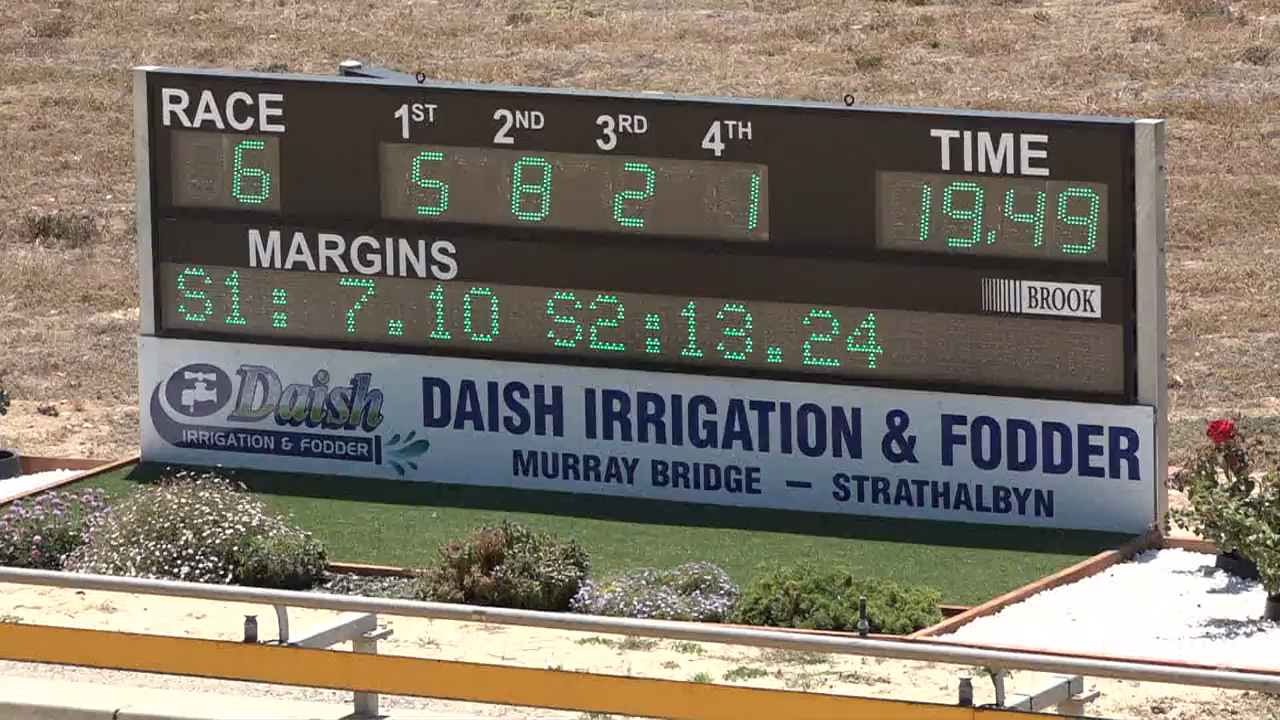 RACE 1ST 2ND 3RD 4TH TIME
6 5 8 2 1 19.49
MARGINS
BROOK
S1: 7.10 S2:13.24
Daish
IRRIGATION & FODDER
DAISH IRRIGATION & FODDER
MURRAY BRIDGE – STRATHALBYN